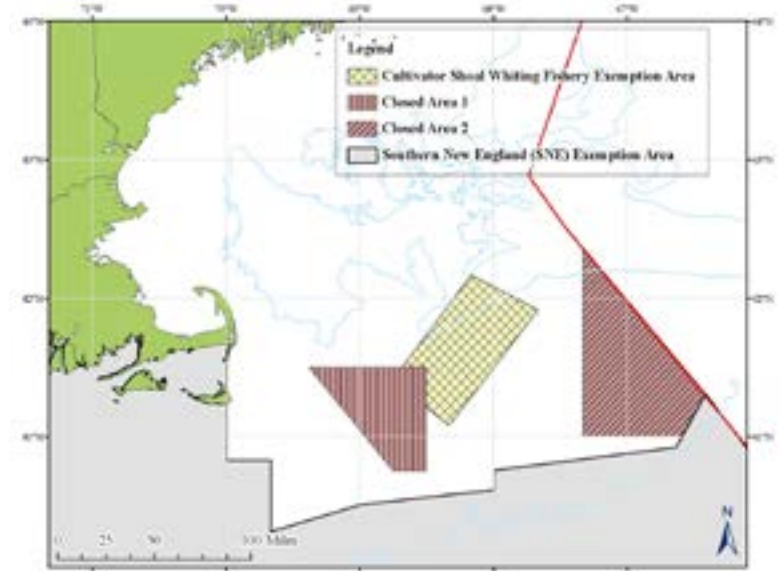 Legend
Cultivator Shoal Whiting Fishery Exemption Area
Closed Area 1
Closed Area 2
Southern New England (SNE) Exemption Area
N
0 25 50 100 Miles